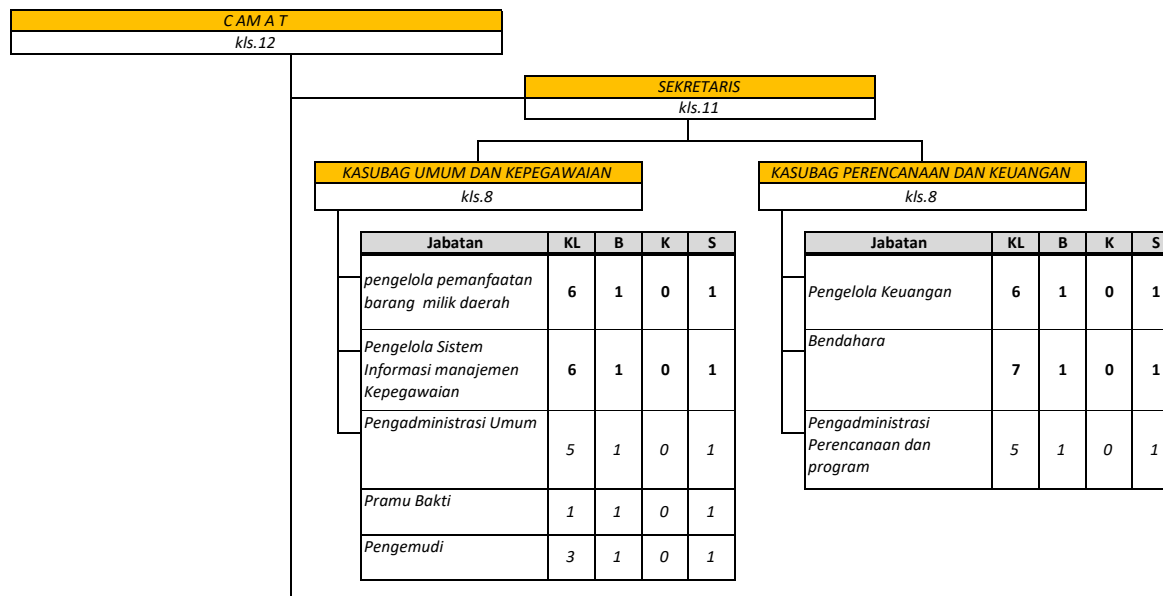 C AM A T
kls.12
SEKRETARIS
kls.11
KASUBAG UMUM DAN KEPEGAWAIAN
kls.8
KASUBAG PERENCANAAN DAN KEUANGAN
kls.8
Jabatan KL B K S
pengelola pemanfaatan
barang milik daerah 6 1 0 1
Pengelola Sistem
Informasi manajemen 6 1 0 1
Kepegawaian
Pengadministrasi Umum
5 1 0 1
Pramu Bakti
1 1 0 1
Pengemudi
3 1 0 1
Jabatan KL B K S
Pengelola Keuangan 6 1 0 1
Bendahara
7 1 0 1
Pengadministrasi
Perencanaan dan 5 1 0 1
program